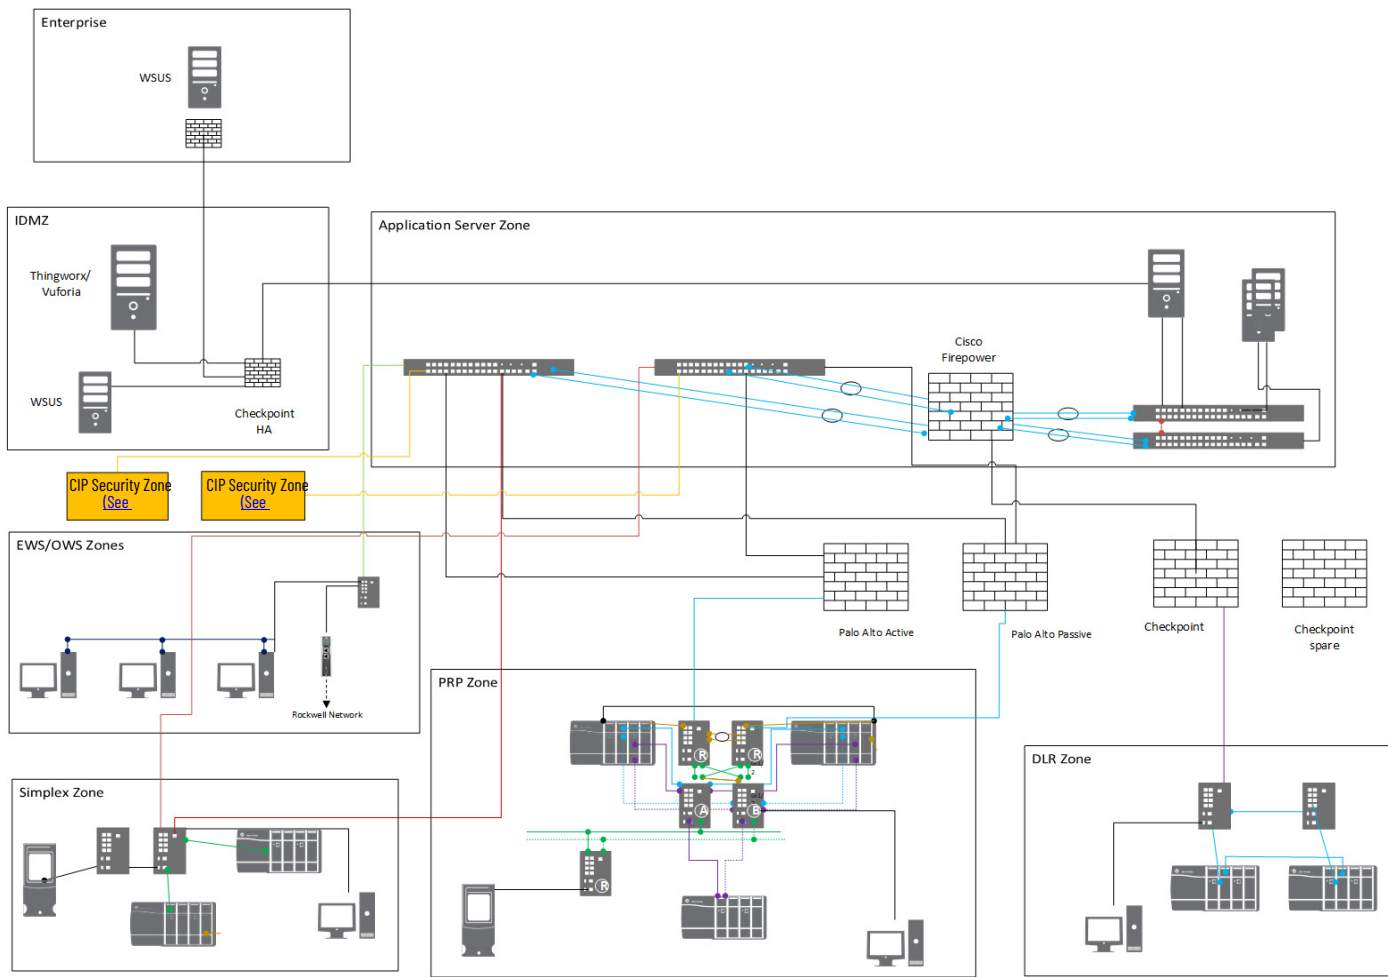 Enterprise
WSUS
IDMZ
Thingworx/
Vuforia
WSUS
Checkpoint
HA
Application Server Zone
Cisco
Firepower
CIP Security Zone
(See
CIP Security Zone
(See
EWS/OWS Zones
Rockwell Network
Palo Alto Active
Palo Alto Passive
Checkpoint
Checkpoint
spare
PRP Zone
R
R
2
A
B
R
DLR Zone
Simplex Zone